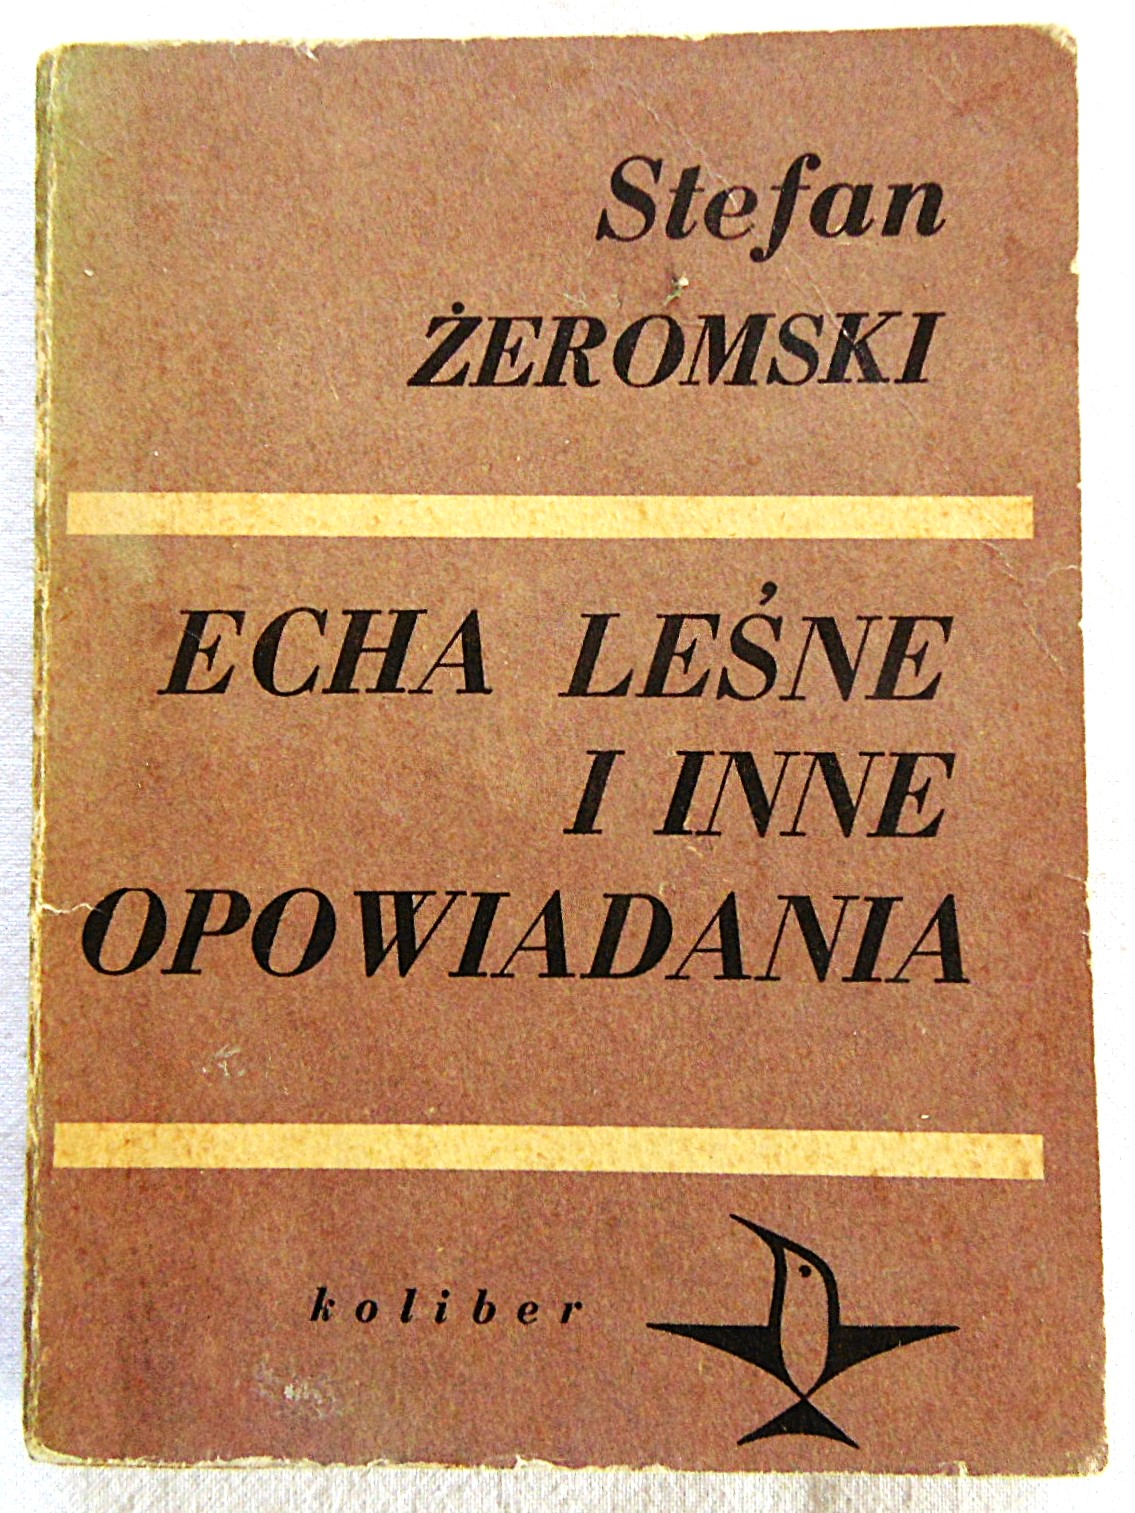 Stefan
ŻEROMSKI
ECHA LEŚNE
I INNE
OPOWIADANIA
koliber